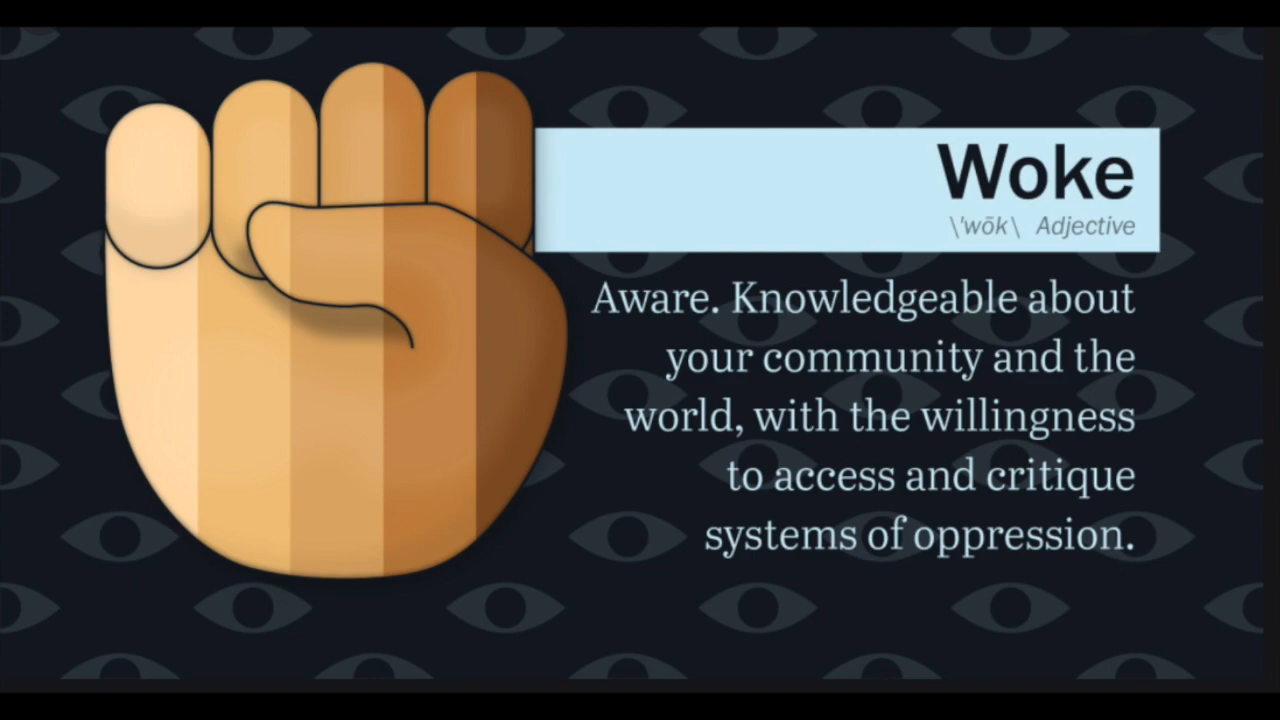 Woke
\'wōk\ Adjective
Aware. Knowledgeable about
your community and the
world, with the willingness
to access and critique
systems of oppression.